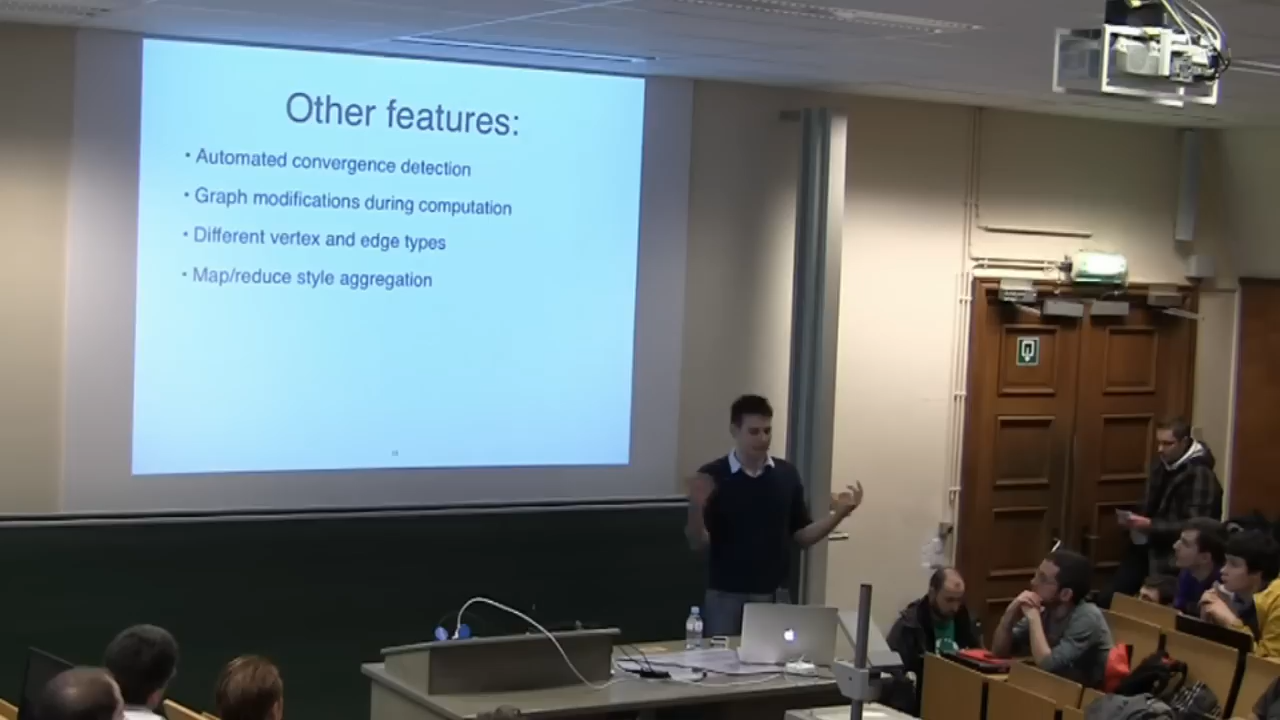 Other features:
• Automated convergence detection
• Graph modifications during computation
• Different vertex and edge types
• Map/reduce style aggregation